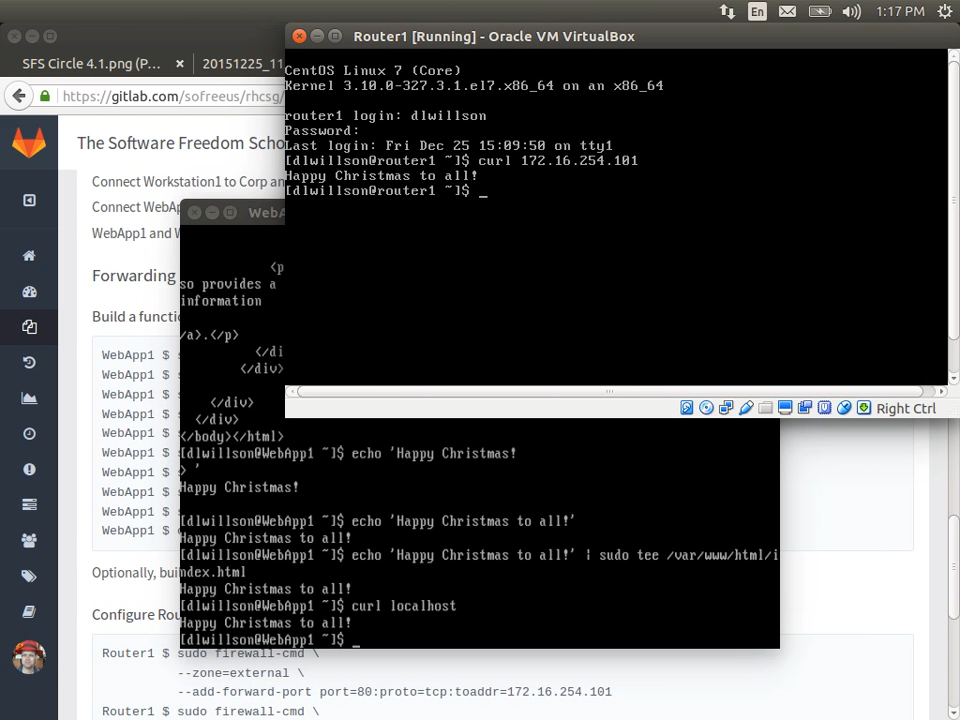 En
1:17 PM
SFS Circle 4.1.png (P... ×
20151225_11
https://gitlab.com/sofreeus/rhcsg/
The Software Freedom Scho
Connect Workstation1 to Corp an
Connect WebAp
WebApp1 and W
Forwarding
Build a functio
WebApp1 $ s
WebApp1 $ s
WebApp1 $ s
WebApp1 $ s
WebApp1 $ s
WebApp1 $ s
WebApp1 $ s
WebApp1 $ s
WebApp1 $ s
WebApp1 $ s
Optionally, buil
Configure Rou
Router1 $ sudo firewall-cmd \
--zone=external \
--add-forward-port port=80:proto=tcp:toaddr=172.16.254.101
Router1 $ sudo firewall-cmd \
Router1 [Running] - Oracle VM VirtualBox
CentOS Linux 7 (Core)
Kernel 3.10.0-327.3.1.el7.x86_64 on an x86_64
router1 login: dlwillson
Password:
Last login: Fri Dec 25 15:09:50 on tty1
[dlwillson@router1 ~]$ curl 172.16.254.101
Happy Christmas to all!
[dlwillson@router1 ~]$ _
Right Ctrl
WebA
<p
so provides a
information
/a>.</p>
</di
</div>
</div>
</div>
</body></html>
[dlwillson@WebApp1 ~]$ echo 'Happy Christmas!
> '
Happy Christmas!
[dlwillson@WebApp1 ~]$ echo 'Happy Christmas to all!'
Happy Christmas to all!
[dlwillson@WebApp1 ~]$ echo 'Happy Christmas to all!' | sudo tee /var/www/html/i
ndex.html
Happy Christmas to all!
[dlwillson@WebApp1 ~]$ curl localhost
Happy Christmas to all!
[dlwillson@WebApp1 ~]$ _